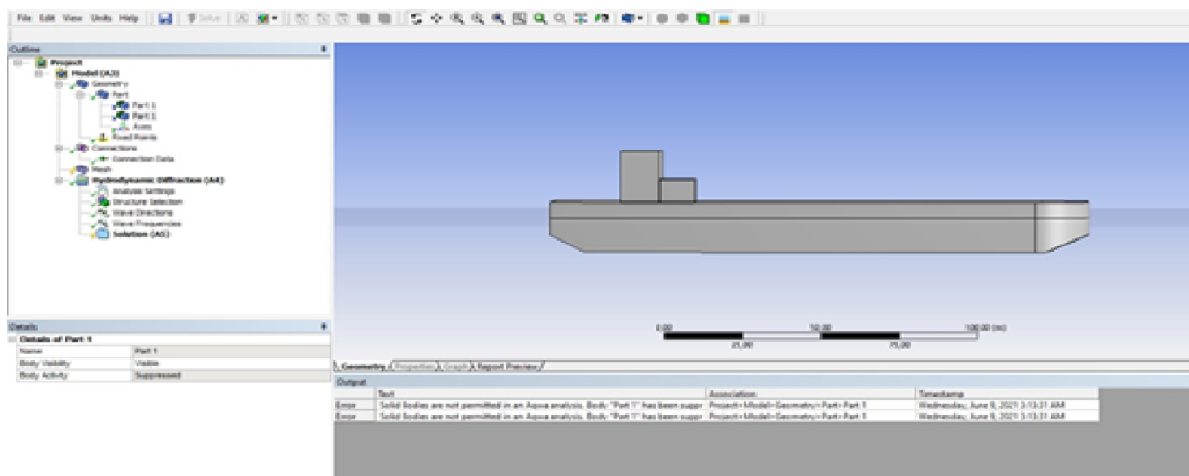 File Edit View Units Help Solve
Outline
Project
Model (A3)
Geometry
Part
Part 1
Part 1
Axes
Fixed Points
Connections
Connection Data
Mesh
Hydrodynamic Diffraction (A4)
Analysis Settings
Structure Selection
Wave Directions
Wave Frequencies
Solution (A5)
0,00 50,00 100,00 (m)
25,00 75,00
Details
Details of Part 1
Name Part 1
Body Visibility Visible
Body Activity Suppressed
Geometry Properties Graph Report Preview
Output
Text Association Timestamp
Error Solid Bodies are not permitted in an Aqwa analysis. Body "Part 1" has been suppr Project>Model>Geometry>Part>Part 1 Wednesday, June 9, 2021 3:13:31 AM
Error Solid Bodies are not permitted in an Aqwa analysis. Body "Part 1" has been suppr Project>Model>Geometry>Part>Part 1 Wednesday, June 9, 2021 3:13:31 AM